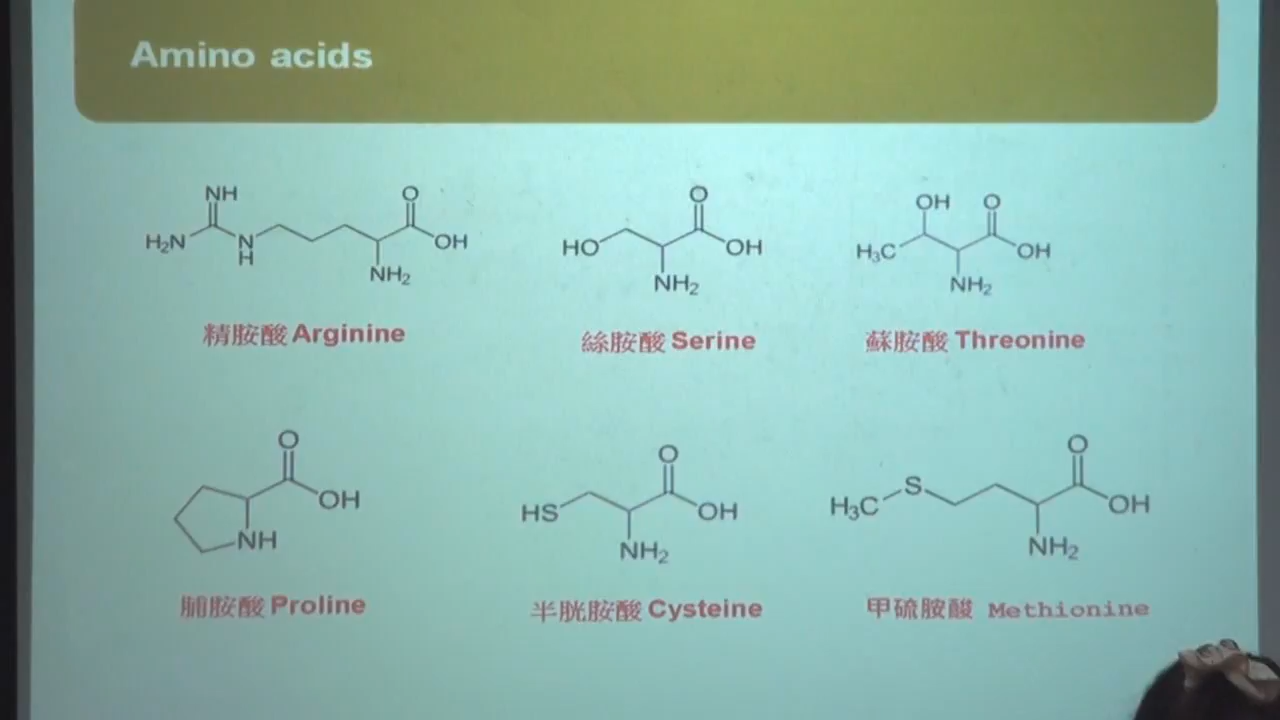 Amino acids
NH
H₂N
N
H
O
OH
NH₂
HO
O
OH
NH₂
OH
O
H₃C
OH
NH₂
精胺酸 Arginine
絲胺酸 Serine
蘇胺酸 Threonine
O
OH
NH
O
HS
OH
NH₂
O
S
H₃C
OH
NH₂
脯胺酸 Proline
半胱胺酸 Cysteine
甲硫胺酸 Methionine